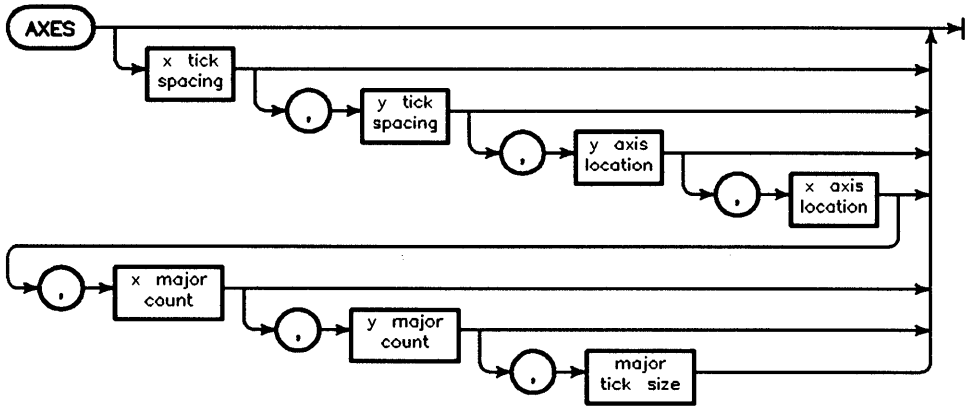 AXES
x tick
spacing
,
y tick
spacing
,
y axis
location
,
x axis
location
,
x major
count
,
y major
count
,
major
tick size